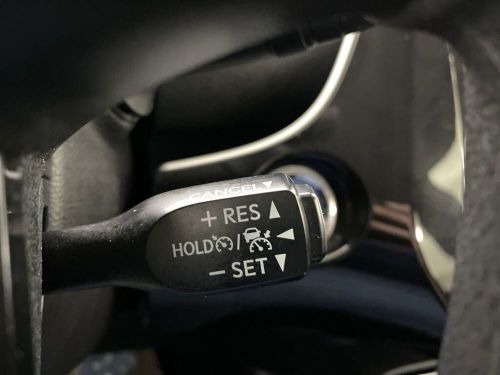 CANCEL▼
+ RES▲
HOLD / ◀
− SET▼